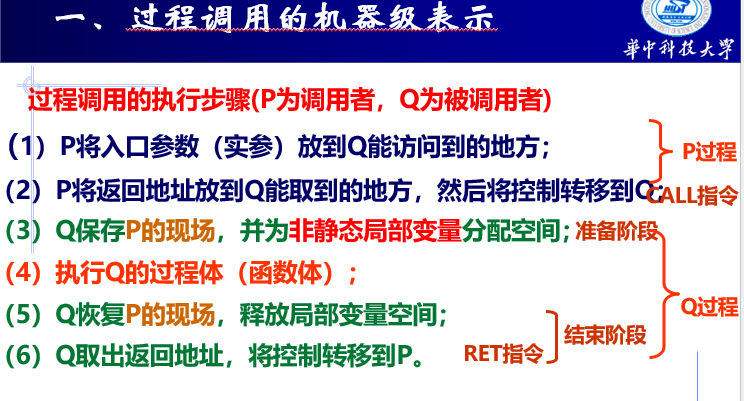 一、过程调用的机器级表示
華中科技大學
过程调用的执行步骤(P为调用者，Q为被调用者)
（1）P将入口参数（实参）放到Q能访问到的地方；
P过程
（2）P将返回地址放到Q能取到的地方，然后将控制转移到Q；
CALL指令
（3）Q保存P的现场，并为非静态局部变量分配空间；
准备阶段
（4）执行Q的过程体（函数体）；
（5）Q恢复P的现场，释放局部变量空间；
Q过程
结束阶段
（6）Q取出返回地址，将控制转移到P。
RET指令